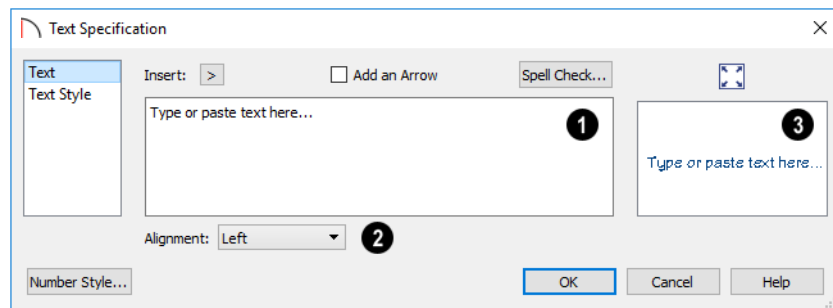 Text Specification
Text
Text Style
Insert: >
Add an Arrow
Spell Check...
Type or paste text here...
1
3
Type or paste text here...
Alignment: Left
2
Number Style...
OK
Cancel
Help